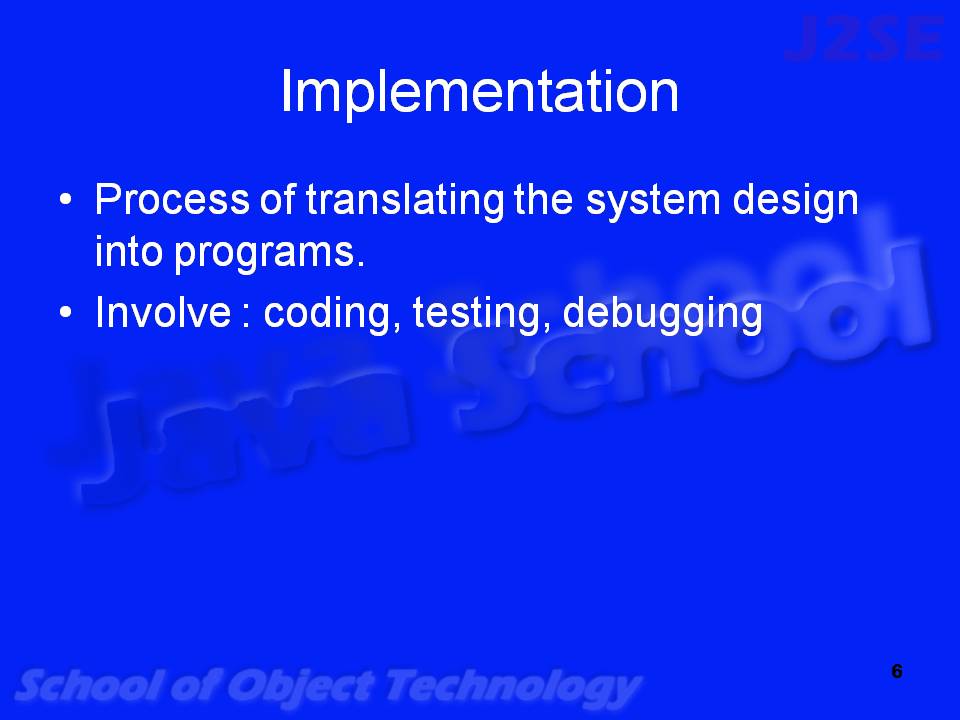 J2SE
Implementation
• Process of translating the system design
into programs.
• Involve : coding, testing, debugging
Java School
School of Object Technology
6